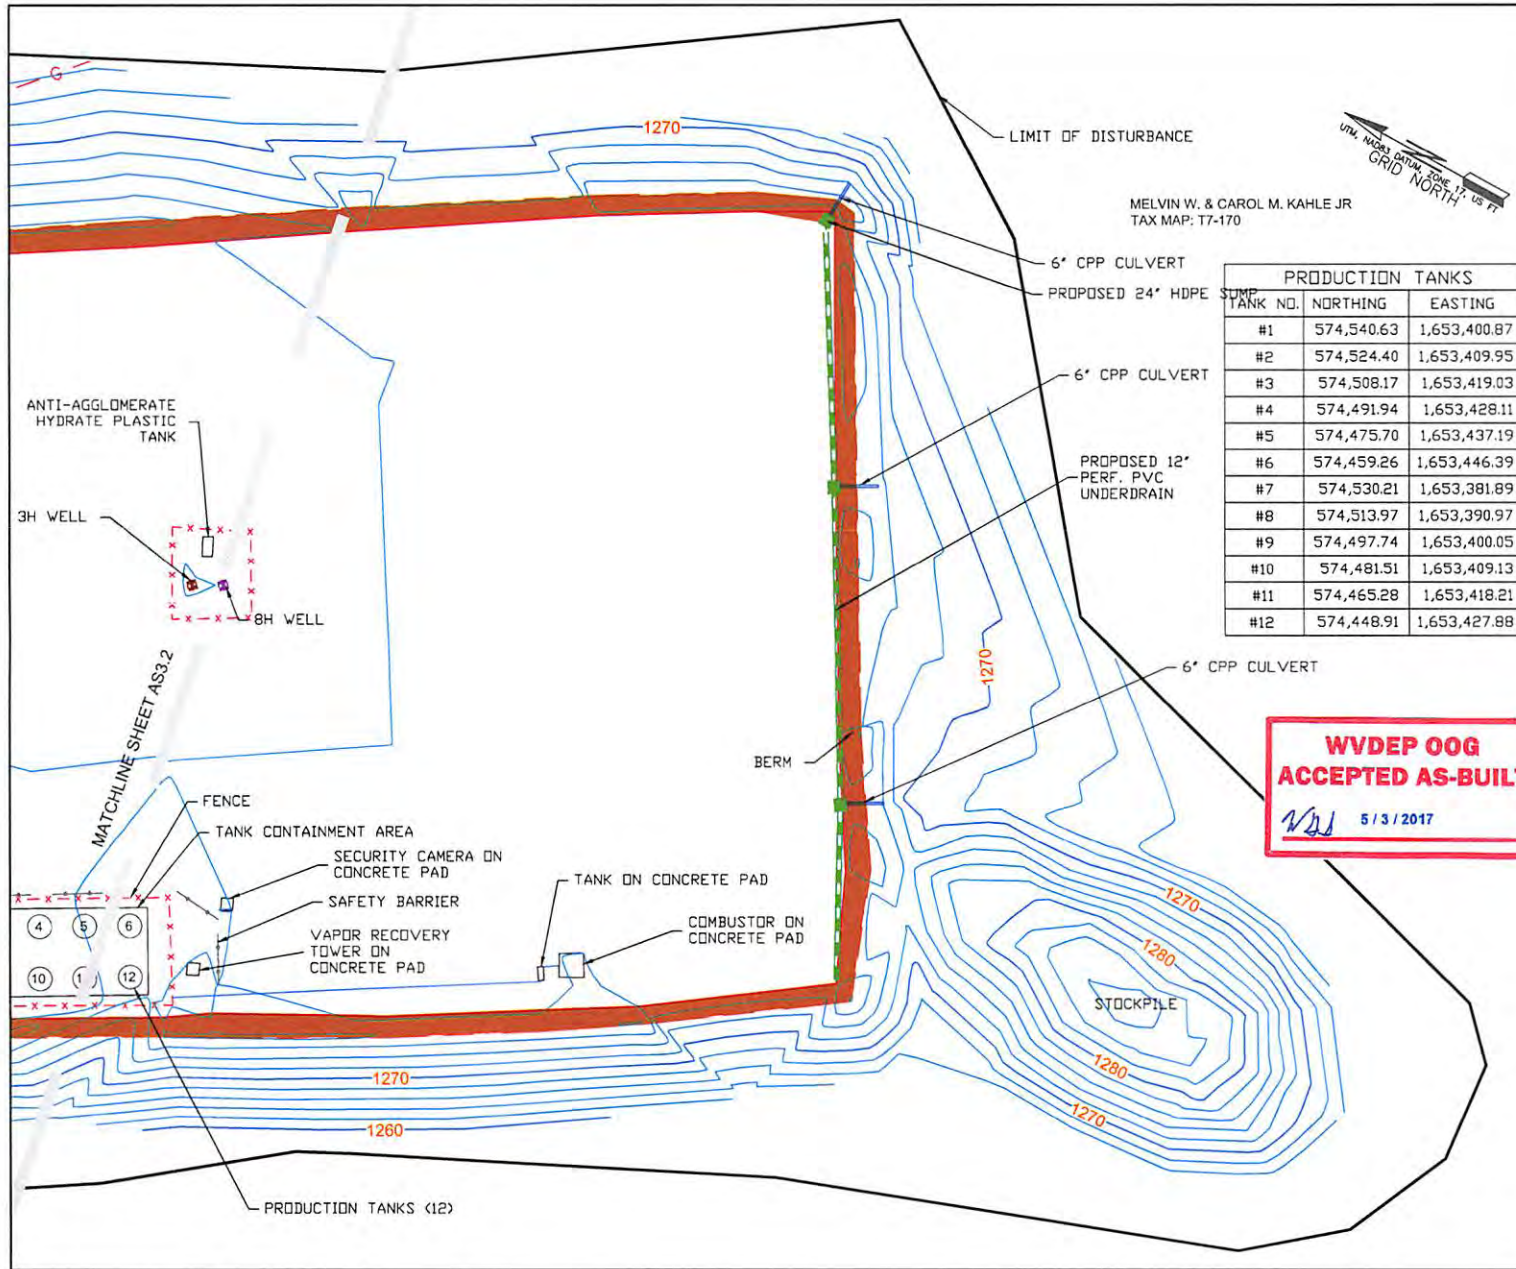 G
1270
LIMIT OF DISTURBANCE
UTM, NAD83 DATUM, ZONE 17, US FT
GRID NORTH
MELVIN W. & CAROL M. KAHLE JR
TAX MAP: T7-170
6" CPP CULVERT
PROPOSED 24" HDPE SUMP
PRODUCTION TANKS
TANK NO. NORTHING EASTING
#1 574,540.63 1,653,400.87
#2 574,524.40 1,653,409.95
#3 574,508.17 1,653,419.03
#4 574,491.94 1,653,428.11
#5 574,475.70 1,653,437.19
#6 574,459.26 1,653,446.39
#7 574,530.21 1,653,381.89
#8 574,513.97 1,653,390.97
#9 574,497.74 1,653,400.05
#10 574,481.51 1,653,409.13
#11 574,465.28 1,653,418.21
#12 574,448.91 1,653,427.88
6" CPP CULVERT
ANTI-AGGLOMERATE
HYDRATE PLASTIC
TANK
PROPOSED 12"
PERF. PVC
UNDERDRAIN
3H WELL
8H WELL
1270
6" CPP CULVERT
MATCHLINE SHEET AS3.2
BERM
WVDEP OOG
ACCEPTED AS-BUILT
5/3/2017
FENCE
TANK CONTAINMENT AREA
SECURITY CAMERA ON
CONCRETE PAD
SAFETY BARRIER
VAPOR RECOVERY
TOWER ON
CONCRETE PAD
TANK ON CONCRETE PAD
COMBUSTOR ON
CONCRETE PAD
4 5 6
10 12
1270
1280
STOCKPILE
1280
1270
1270
1260
PRODUCTION TANKS (12)